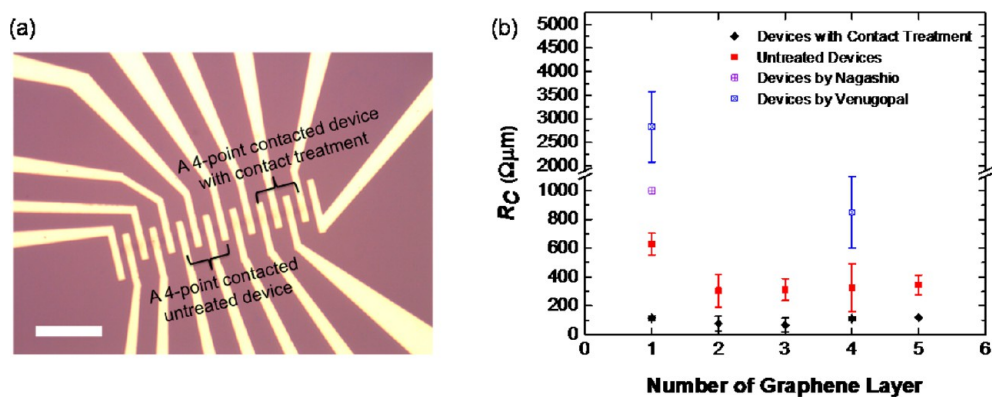 (a)
A 4-point contacted device
with contact treatment
A 4-point contacted
untreated device
(b)
Devices with Contact Treatment
Untreated Devices
Devices by Nagashio
Devices by Venugopal
5000
4500
4000
3500
3000
2500
2000
1000
800
600
400
200
0
RC (Ωμm)
0 1 2 3 4 5 6
Number of Graphene Layer